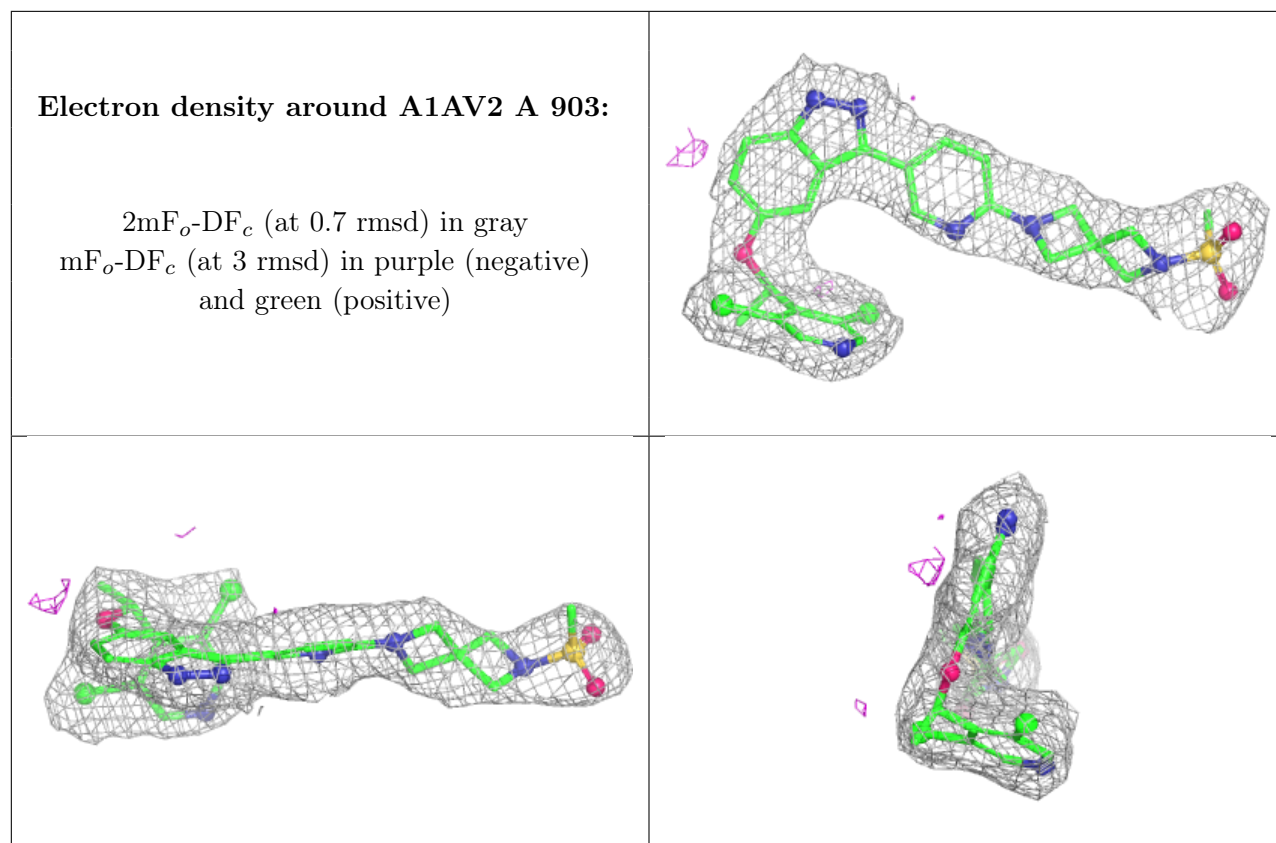 Electron density around A1AV2 A 903:
2mFo-DFc (at 0.7 rmsd) in gray
mFo-DFc (at 3 rmsd) in purple (negative)
and green (positive)